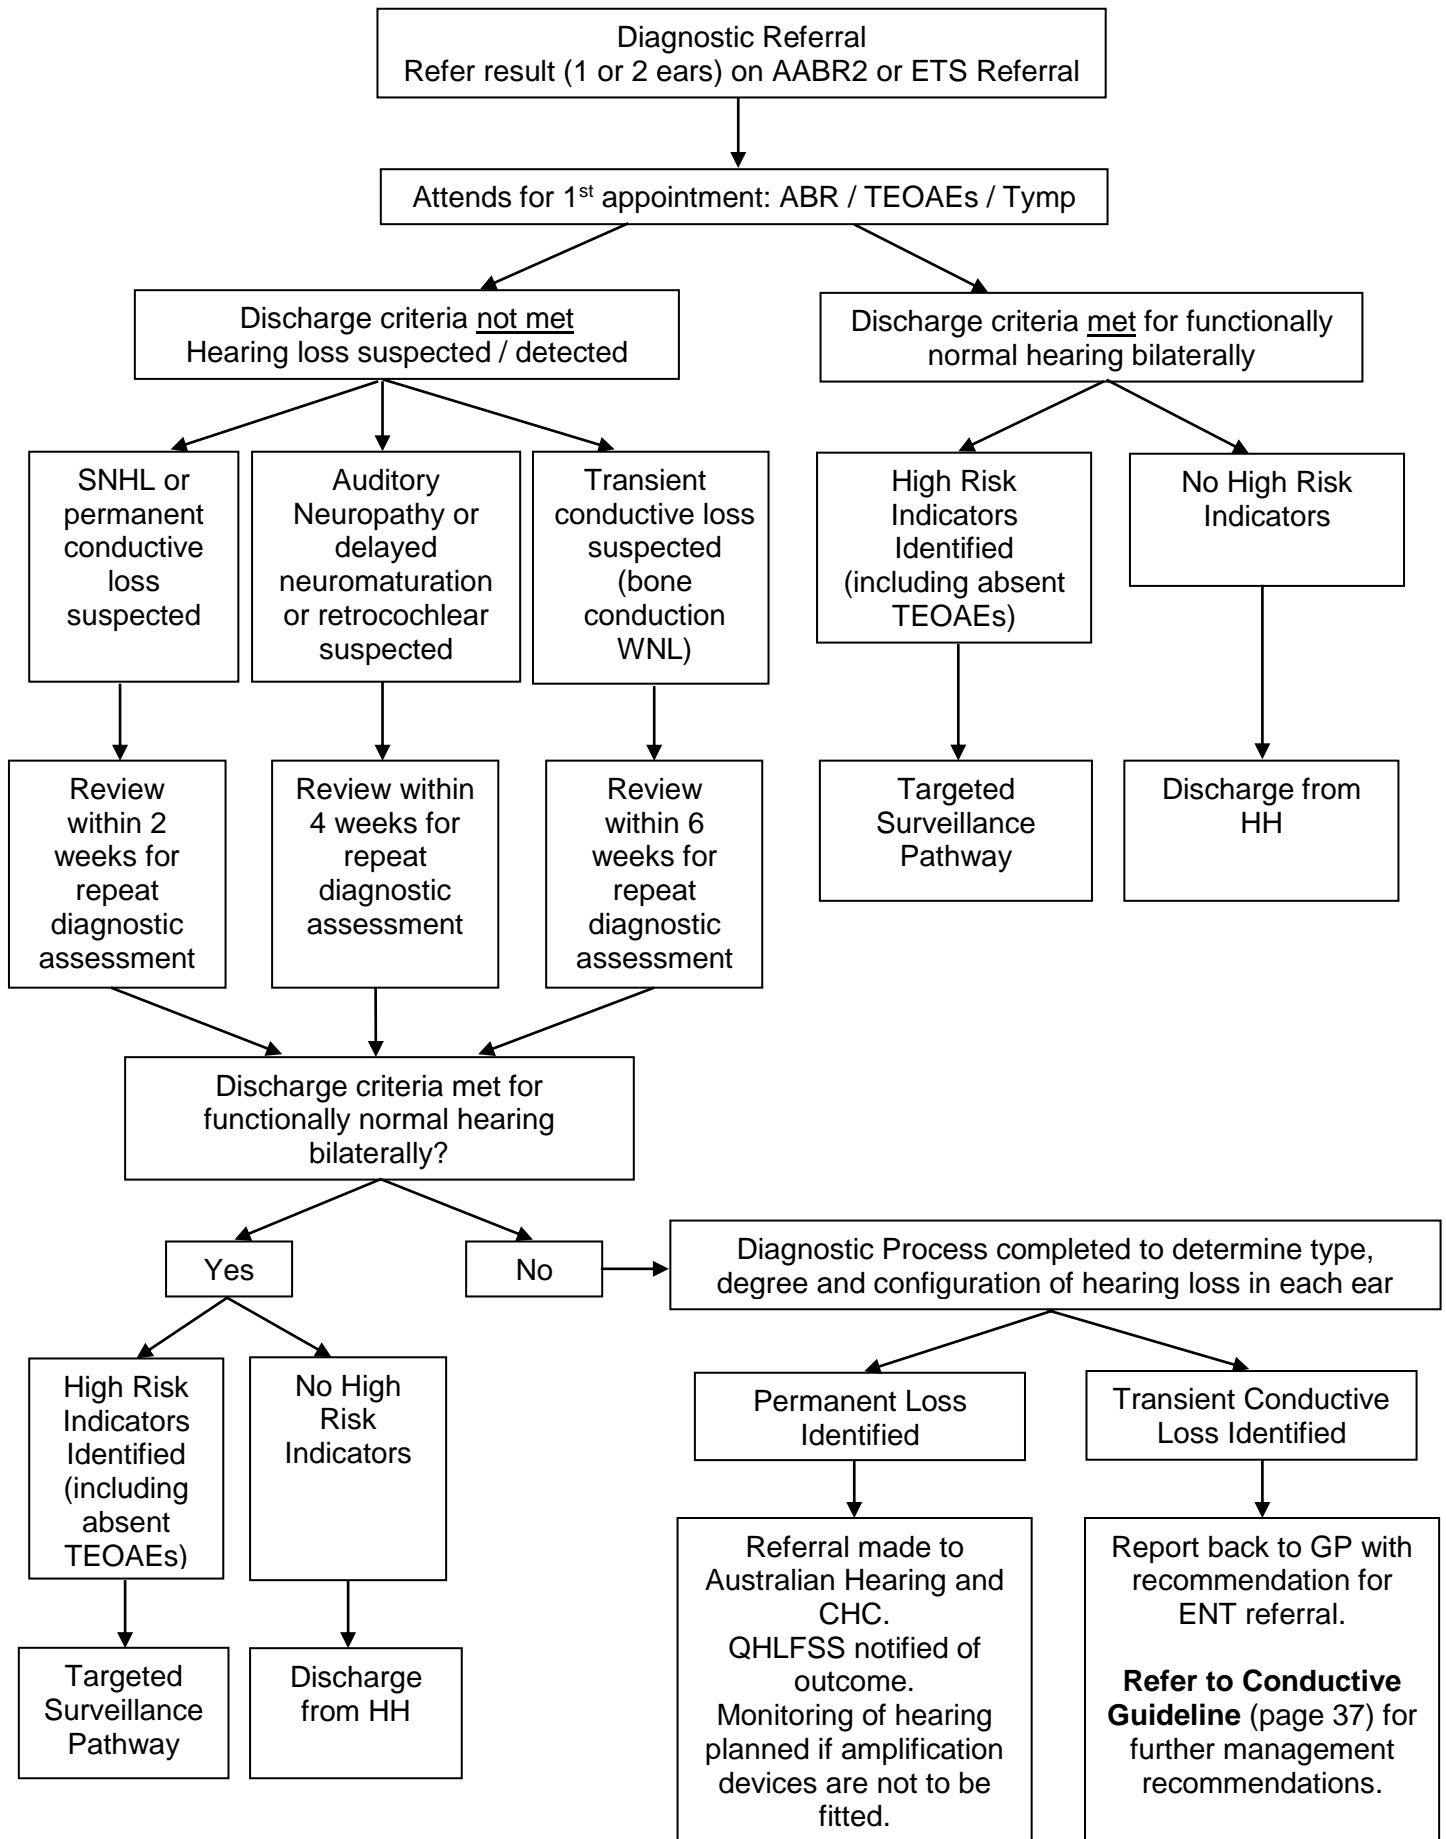 Diagnostic Referral
Refer result (1 or 2 ears) on AABR2 or ETS Referral
Attends for 1st appointment: ABR / TEOAEs / Tymp
Discharge criteria not met
Hearing loss suspected / detected
Discharge criteria met for functionally
normal hearing bilaterally
SNHL or
permanent
conductive
loss
suspected
Auditory
Neuropathy or
delayed
neuromaturation
or retrocochlear
suspected
Transient
conductive loss
suspected
(bone
conduction
WNL)
High Risk
Indicators
Identified
(including absent
TEOAEs)
No High Risk
Indicators
Review
within 2
weeks for
repeat
diagnostic
assessment
Review within
4 weeks for
repeat
diagnostic
assessment
Review
within 6
weeks for
repeat
diagnostic
assessment
Targeted
Surveillance
Pathway
Discharge from
HH
Discharge criteria met for
functionally normal hearing
bilaterally?
Yes
No
Diagnostic Process completed to determine type,
degree and configuration of hearing loss in each ear
High Risk
Indicators
Identified
(including
absent
TEOAEs)
No High
Risk
Indicators
Permanent Loss
Identified
Transient Conductive
Loss Identified
Targeted
Surveillance
Pathway
Discharge
from HH
Referral made to
Australian Hearing and
CHC.
QHLFSS notified of
outcome.
Monitoring of hearing
planned if amplification
devices are not to be
fitted.
Report back to GP with
recommendation for
ENT referral.
Refer to Conductive
Guideline (page 37) for
further management
recommendations.